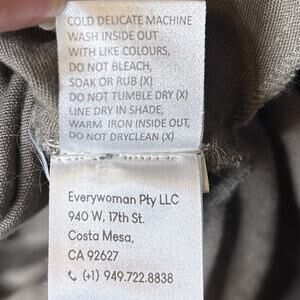 COLD DELICATE MACHINE
WASH INSIDE OUT
WITH LIKE COLOURS,
DO NOT BLEACH,
SOAK OR RUB (X)
DO NOT TUMBLE DRY (X)
LINE DRY IN SHADE,
WARM IRON INSIDE OUT,
DO NOT DRYCLEAN (X)
Everywoman Pty LLC
940 W, 17th St.
Costa Mesa,
CA 92627
(+1) 949.722.8838